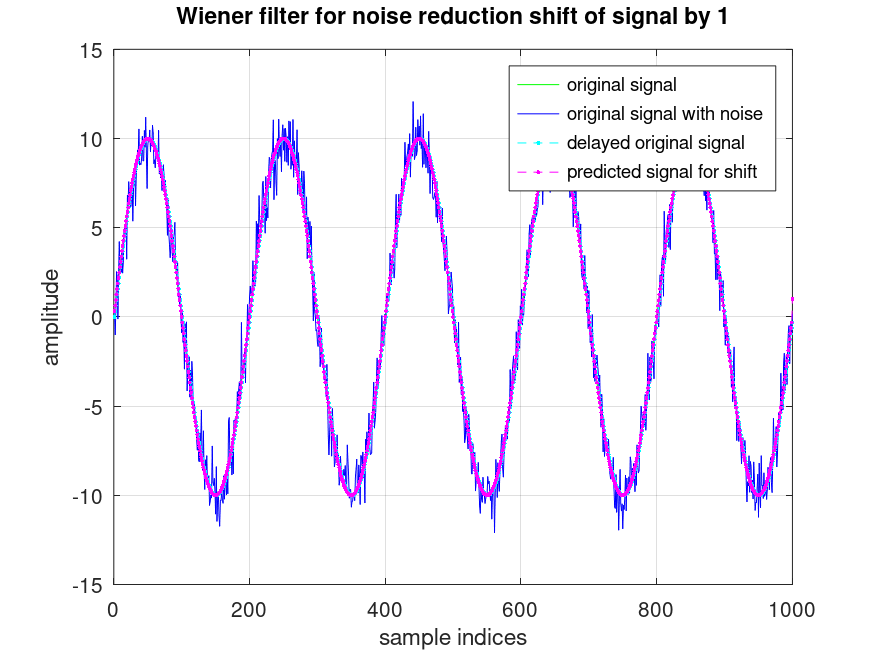 Wiener filter for noise reduction shift of signal by 1
15
10
5
0
-5
-10
-15
amplitude
original signal
original signal with noise
delayed original signal
predicted signal for shift
0
200
400
600
800
1000
sample indices